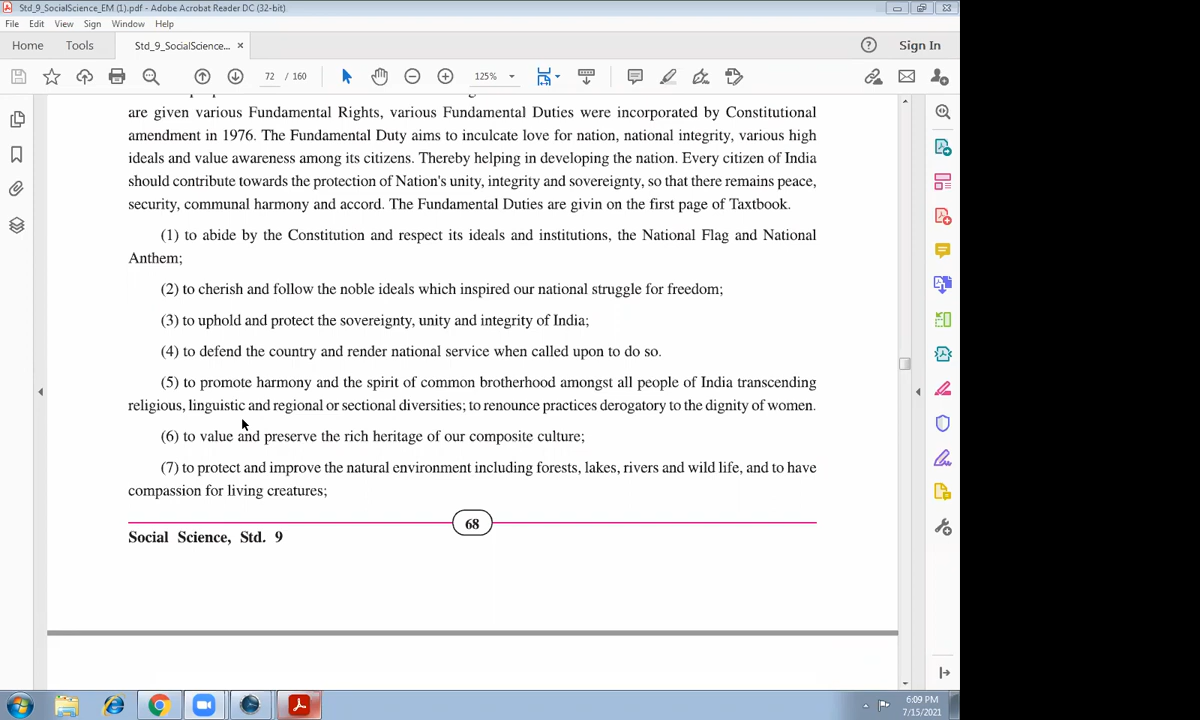 Std_9_SocialScience_EM (1).pdf - Adobe Acrobat Reader DC (32-bit)
File Edit View Sign Window Help
Home Tools Std_9_SocialScience... × Sign In
72 / 160 125%
are given various Fundamental Rights, various Fundamental Duties were incorporated by Constitutional
amendment in 1976. The Fundamental Duty aims to inculcate love for nation, national integrity, various high
ideals and value awareness among its citizens. Thereby helping in developing the nation. Every citizen of India
should contribute towards the protection of Nation's unity, integrity and sovereignty, so that there remains peace,
security, communal harmony and accord. The Fundamental Duties are givin on the first page of Taxtbook.
(1) to abide by the Constitution and respect its ideals and institutions, the National Flag and National
Anthem;
(2) to cherish and follow the noble ideals which inspired our national struggle for freedom;
(3) to uphold and protect the sovereignty, unity and integrity of India;
(4) to defend the country and render national service when called upon to do so.
(5) to promote harmony and the spirit of common brotherhood amongst all people of India transcending
religious, linguistic and regional or sectional diversities; to renounce practices derogatory to the dignity of women.
(6) to value and preserve the rich heritage of our composite culture;
(7) to protect and improve the natural environment including forests, lakes, rivers and wild life, and to have
compassion for living creatures;
68
Social Science, Std. 9
6:09 PM
7/15/2021